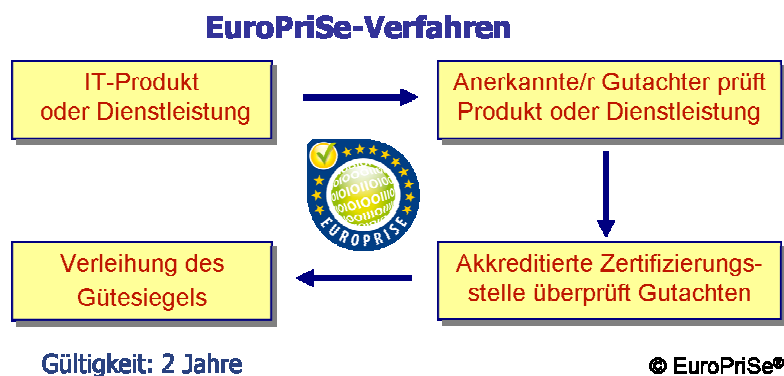 EuroPriSe-Verfahren
IT-Produkt
oder Dienstleistung
Anerkannte/r Gutachter prüft
Produkt oder Dienstleistung
EUROPRISE
Akkreditierte Zertifizierungs-
stelle überprüft Gutachten
Verleihung des
Gütesiegels
Gültigkeit: 2 Jahre
© EuroPriSe®